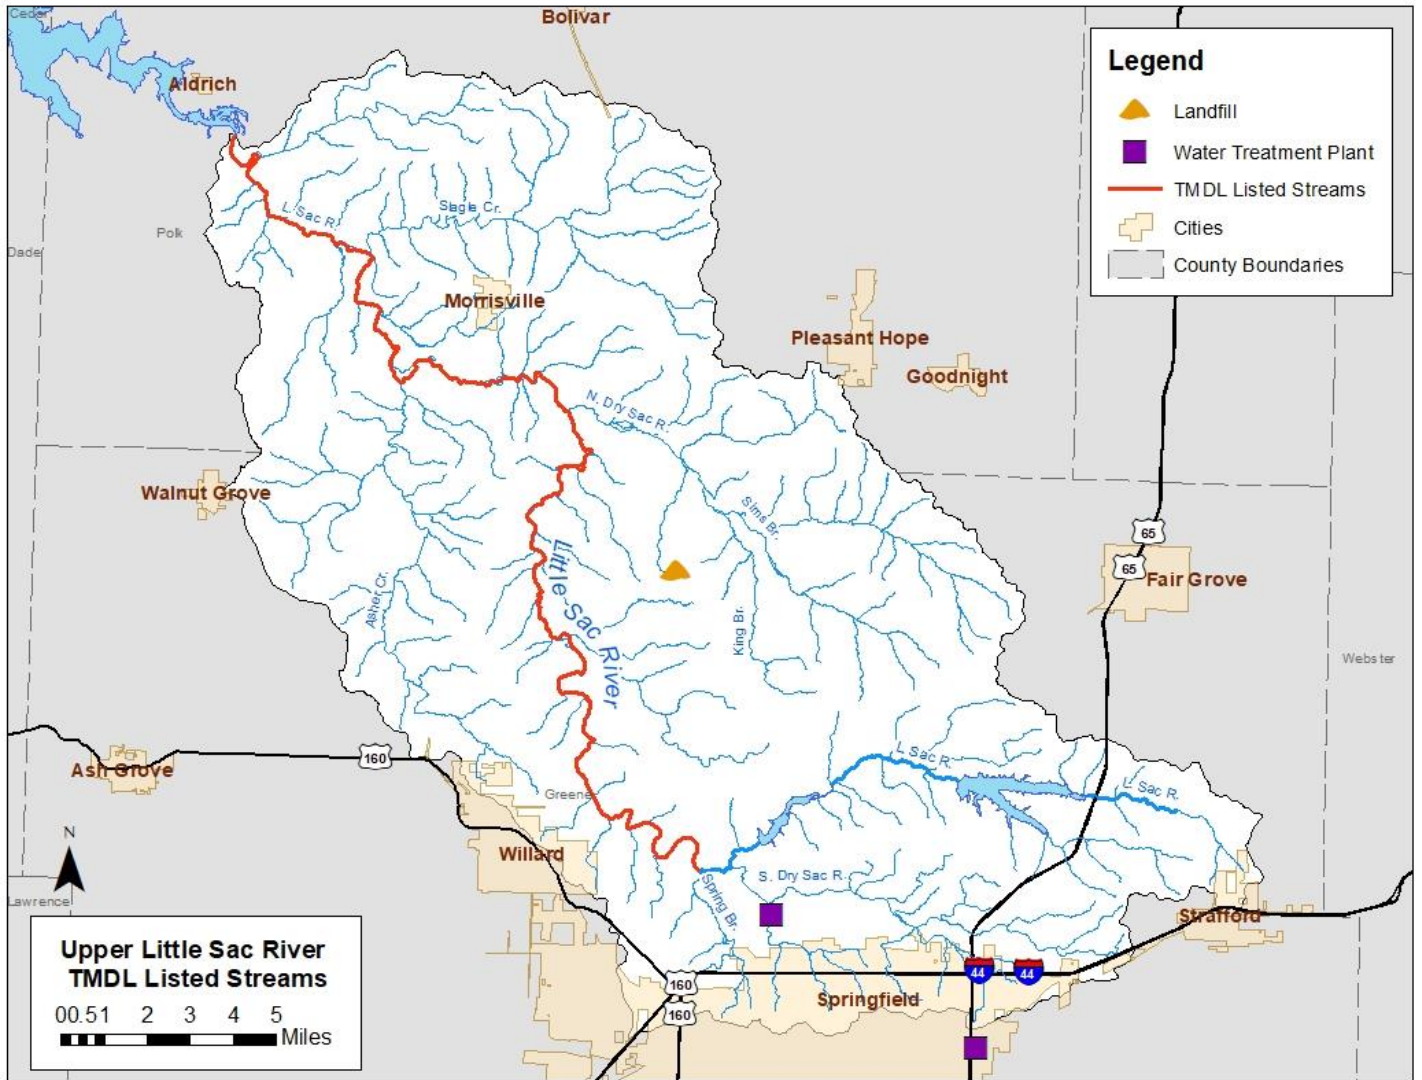 Cedar
Bolivar
Aldrich
Legend
Landfill
Water Treatment Plant
TMDL Listed Streams
Cities
County Boundaries
L. Sac R.
Slagle Cr.
Polk
Dade
Morrisville
Pleasant Hope
Goodnight
N. Dry Sac R.
Walnut Grove
Sims Br.
65
65
Fair Grove
Little Sac River
Asher Cr.
King Br.
Webster
L. Sac R.
160
Ash Grove
L. Sac R.
Greene
N
Willard
S. Dry Sac R.
Spring Br.
Lawrence
Strafford
Upper Little Sac River
TMDL Listed Streams
44
44
160
Springfield
160
00.51 2 3 4 5
Miles